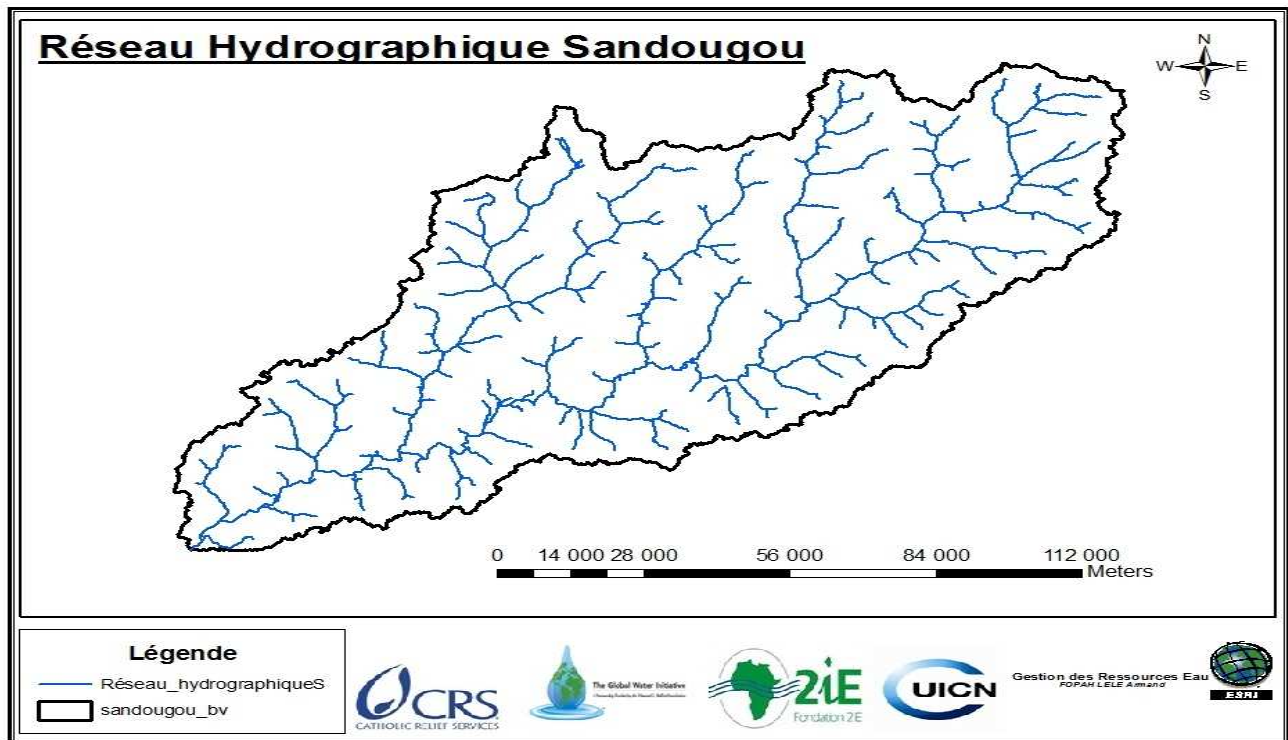 Réseau Hydrographique Sandougou
N
W E
S
0 14 000 28 000 56 000 84 000 112 000
Meters
Légende
Réseau_hydrographiqueS
sandougou_bv
CRS
CATHOLIC RELIEF SERVICES
The Global Water Initiative
2iE
Fondation 2iE
UICN
Gestion des Ressources Eau
FOPAH LELE Armand
ESRI